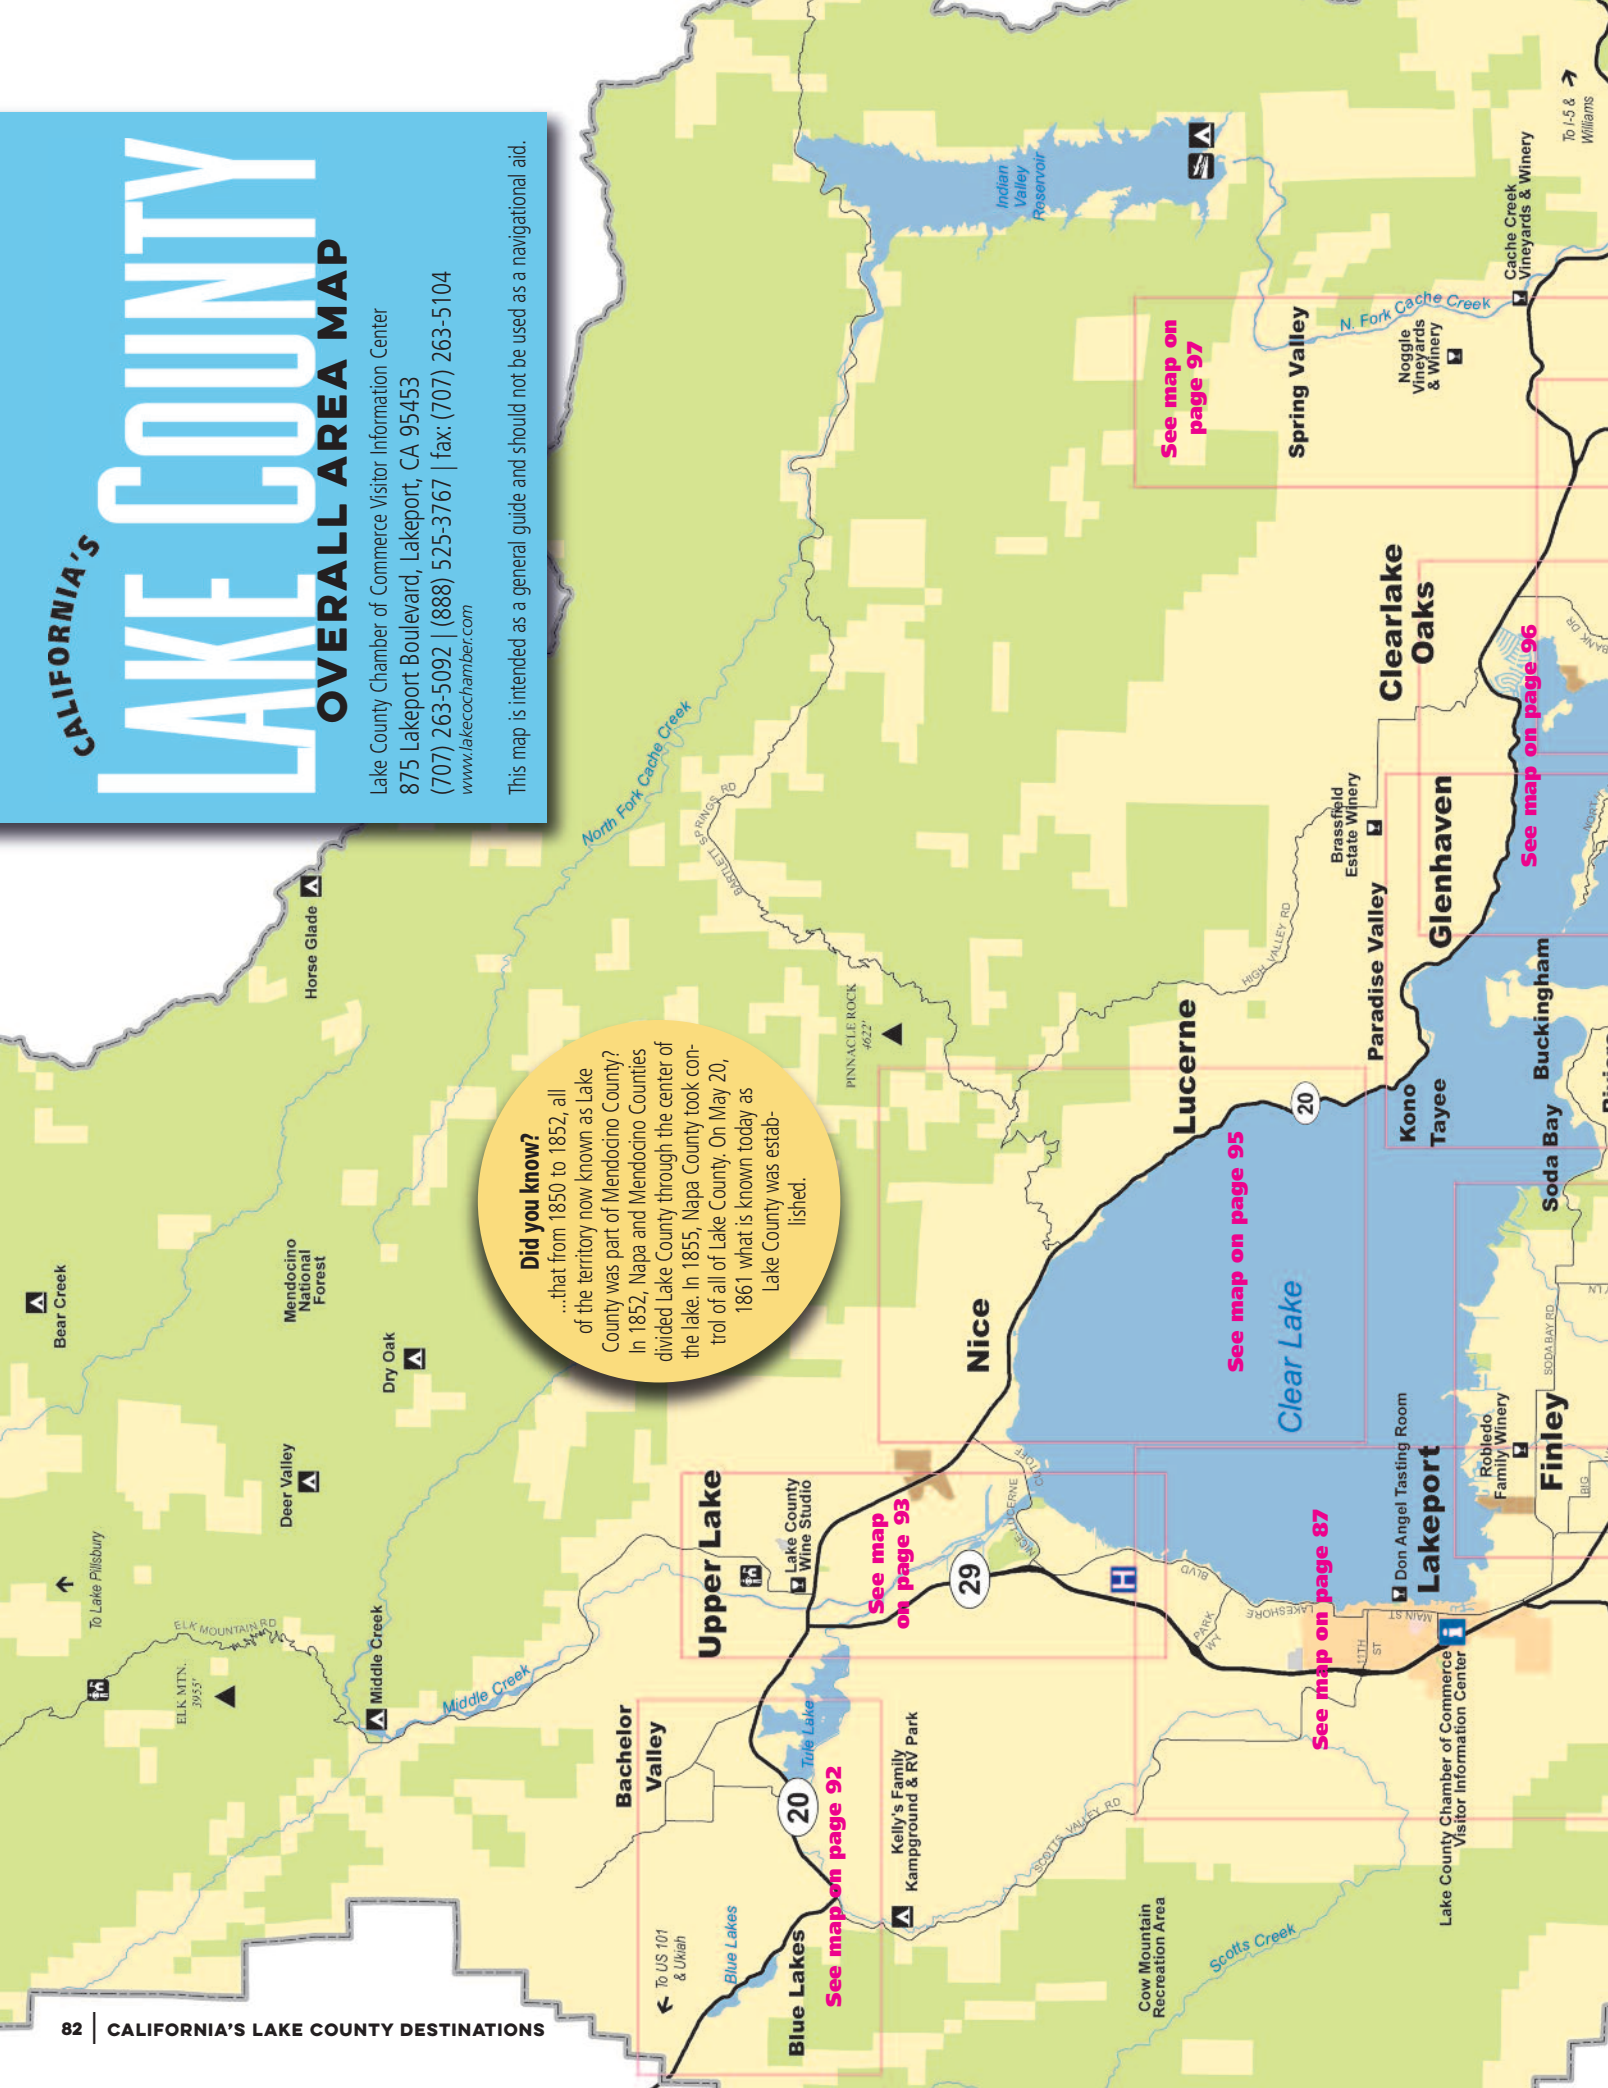 CALIFORNIA'S
LAKE COUNTY
OVERALL AREA MAP
Lake County Chamber of Commerce Visitor Information Center
875 Lakeport Boulevard, Lakeport, CA 95453
(707) 263-5092 | (888) 525-3767 | fax: (707) 263-5104
www.lakecochamber.com
This map is intended as a general guide and should not be used as a navigational aid.
Did you know?
...that from 1850 to 1852, all
of the territory now known as Lake
County was part of Mendocino County?
In 1852, Napa and Mendocino Counties
divided Lake County through the center of
the lake. In 1855, Napa County took con-
trol of all of Lake County. On May 20,
1861 what is known today as
Lake County was estab-
lished.
Bear Creek
To Lake Pillsbury
ELK MOUNTAIN RD
ELK MTN.
3955'
Deer Valley
Mendocino
National
Forest
Horse Glade
Dry Oak
Middle Creek
Middle Creek
North Fork Cache Creek
BARTLETT SPRINGS RD
PINNACLE ROCK
4622'
Indian
Valley
Reservoir
Bachelor
Valley
To US 101
& Ukiah
Blue Lakes
Blue Lakes
20
Tule Lake
See map on page 92
Upper Lake
Lake County
Wine Studio
See map
on page 93
29
NICE-LUCERNE
CUTOFF
Kelly's Family
Kampground & RV Park
SCOTTS VALLEY RD
Cow Mountain
Recreation Area
Scotts Creek
H
Nice
Lucerne
20
See map on page 95
Clear Lake
HIGH VALLEY RD
See map on
page 97
Spring Valley
N. Fork Cache Creek
Noggle
Vineyards
& Winery
Cache Creek
Vineyards & Winery
To I-5 &
Williams
Brassfield
Estate Winery
Paradise Valley
Clearlake
Oaks
Glenhaven
Kono
Tayee
See map on page 96
BANK DR
Buckingham
Soda Bay
SODA BAY RD
PARK
WY
LAKESHORE
BLVD
See map on page 87
11TH
ST
MAIN ST
Don Angel Tasting Room
Lakeport
Lake County Chamber of Commerce
Visitor Information Center
Robledo
Family Winery
Finley
BIG
LN
82 | CALIFORNIA'S LAKE COUNTY DESTINATIONS